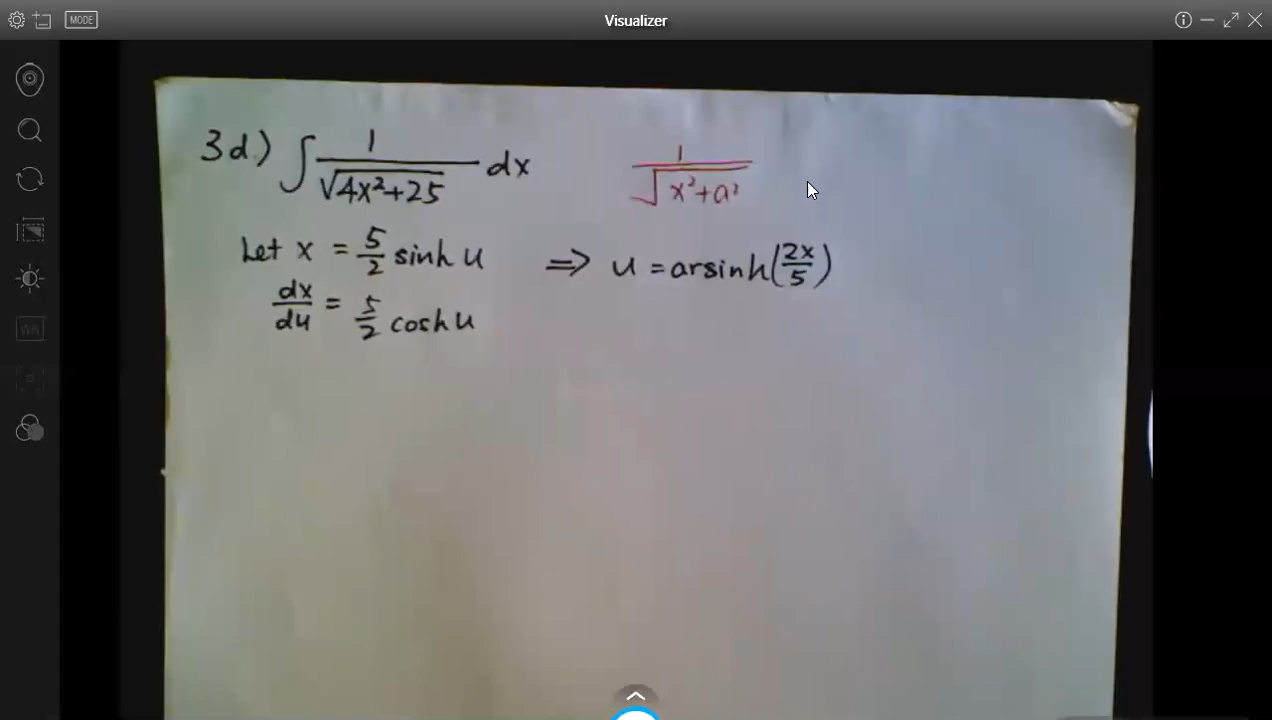 MODE
Visualizer
3d.) ∫ 1/√(4x²+25) dx
1/√(x²+a²)
Let x = 5/2 sinh u ⇒ u = arsinh(2x/5)
dx/du = 5/2 cosh u